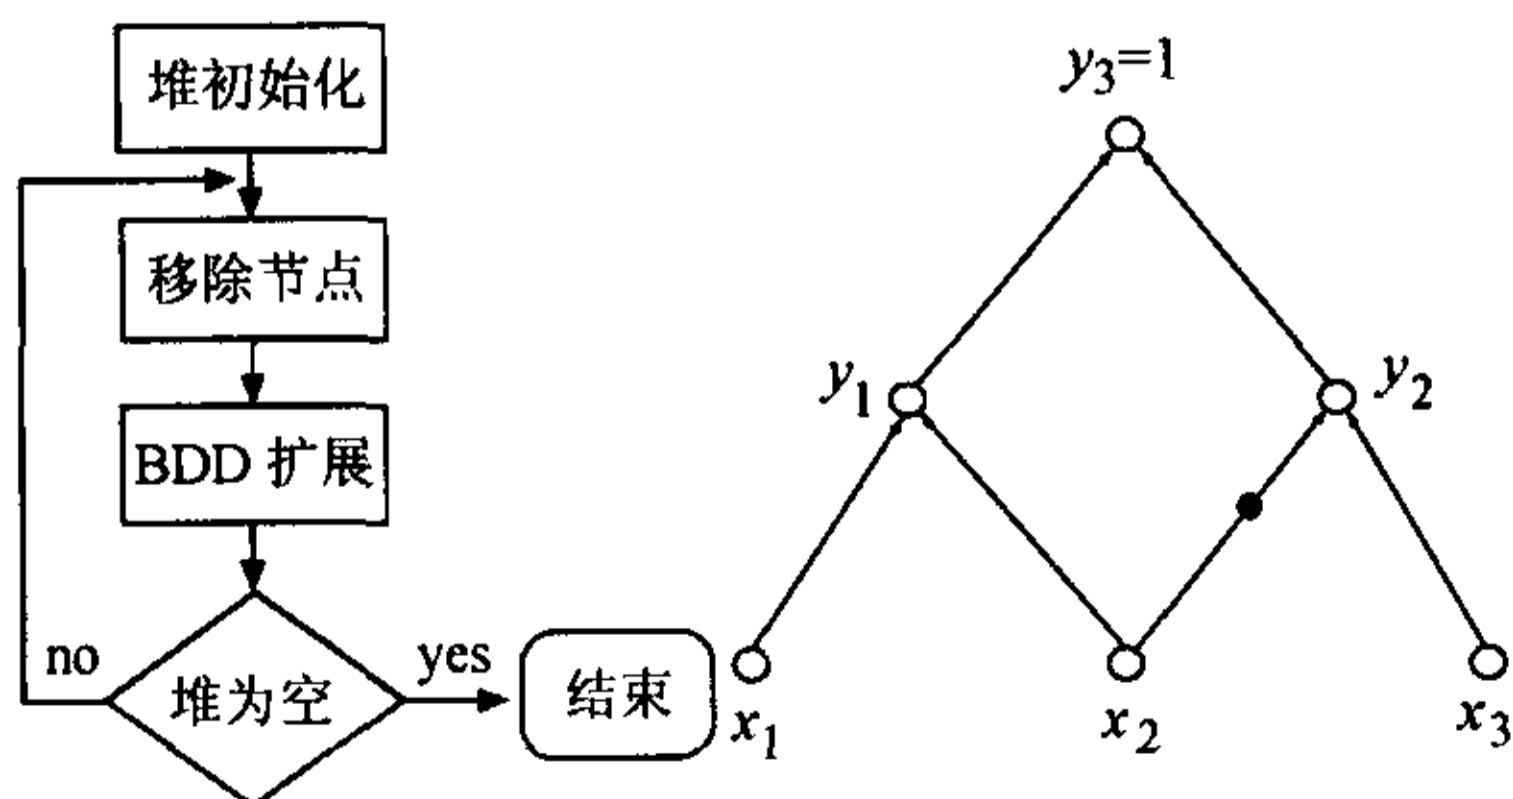 堆初始化
移除节点
BDD 扩展
堆为空
no
yes
结束
y₃=1
y₁
y₂
x₁
x₂
x₃